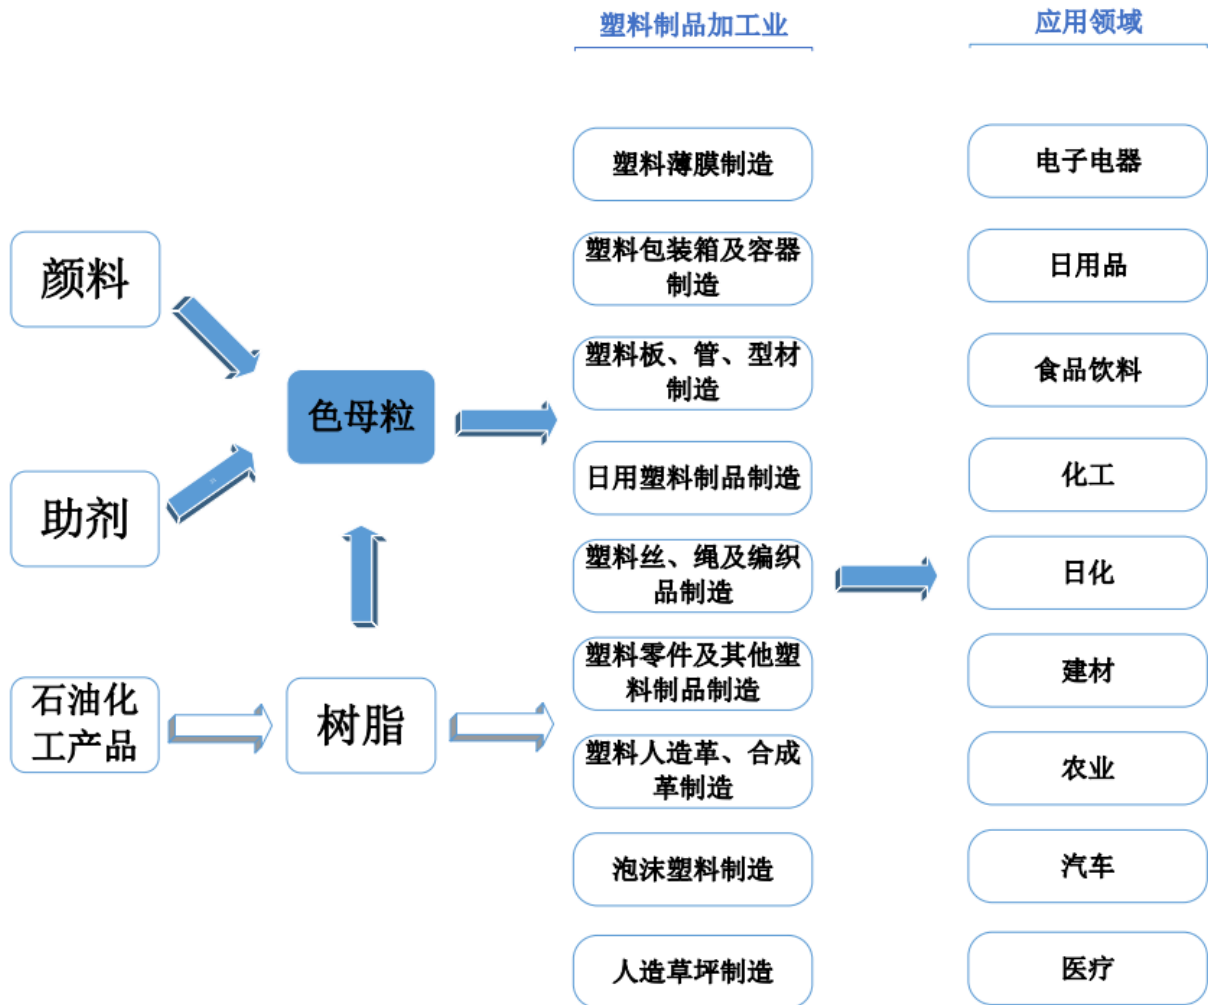 塑料制品加工业
应用领域
颜料
助剂
石油化
工产品
色母粒
树脂
塑料薄膜制造
塑料包装箱及容器
制造
塑料板、管、型材
制造
日用塑料制品制造
塑料丝、绳及编织
品制造
塑料零件及其他塑
料制品制造
塑料人造革、合成
革制造
泡沫塑料制造
人造草坪制造
电子电器
日用品
食品饮料
化工
日化
建材
农业
汽车
医疗